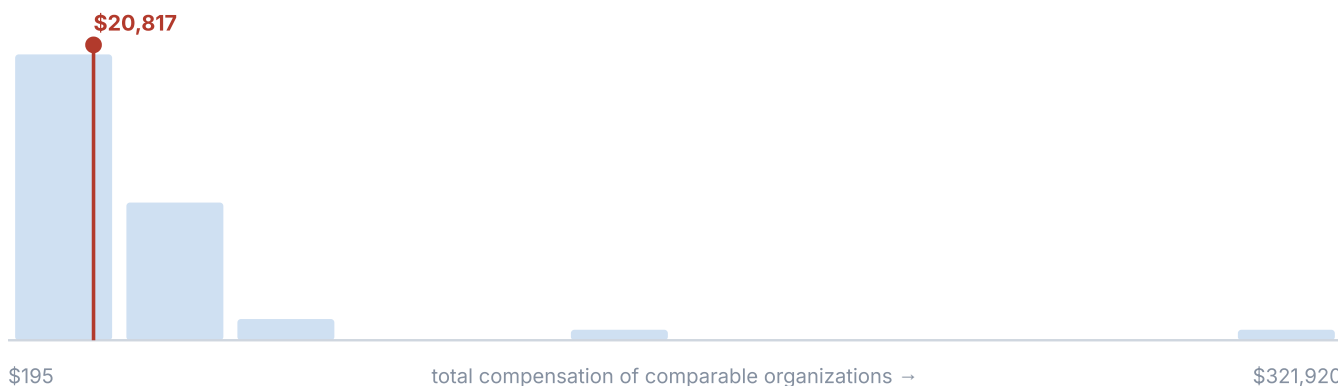 $20,817
$195
total compensation of comparable organizations →
$321,920